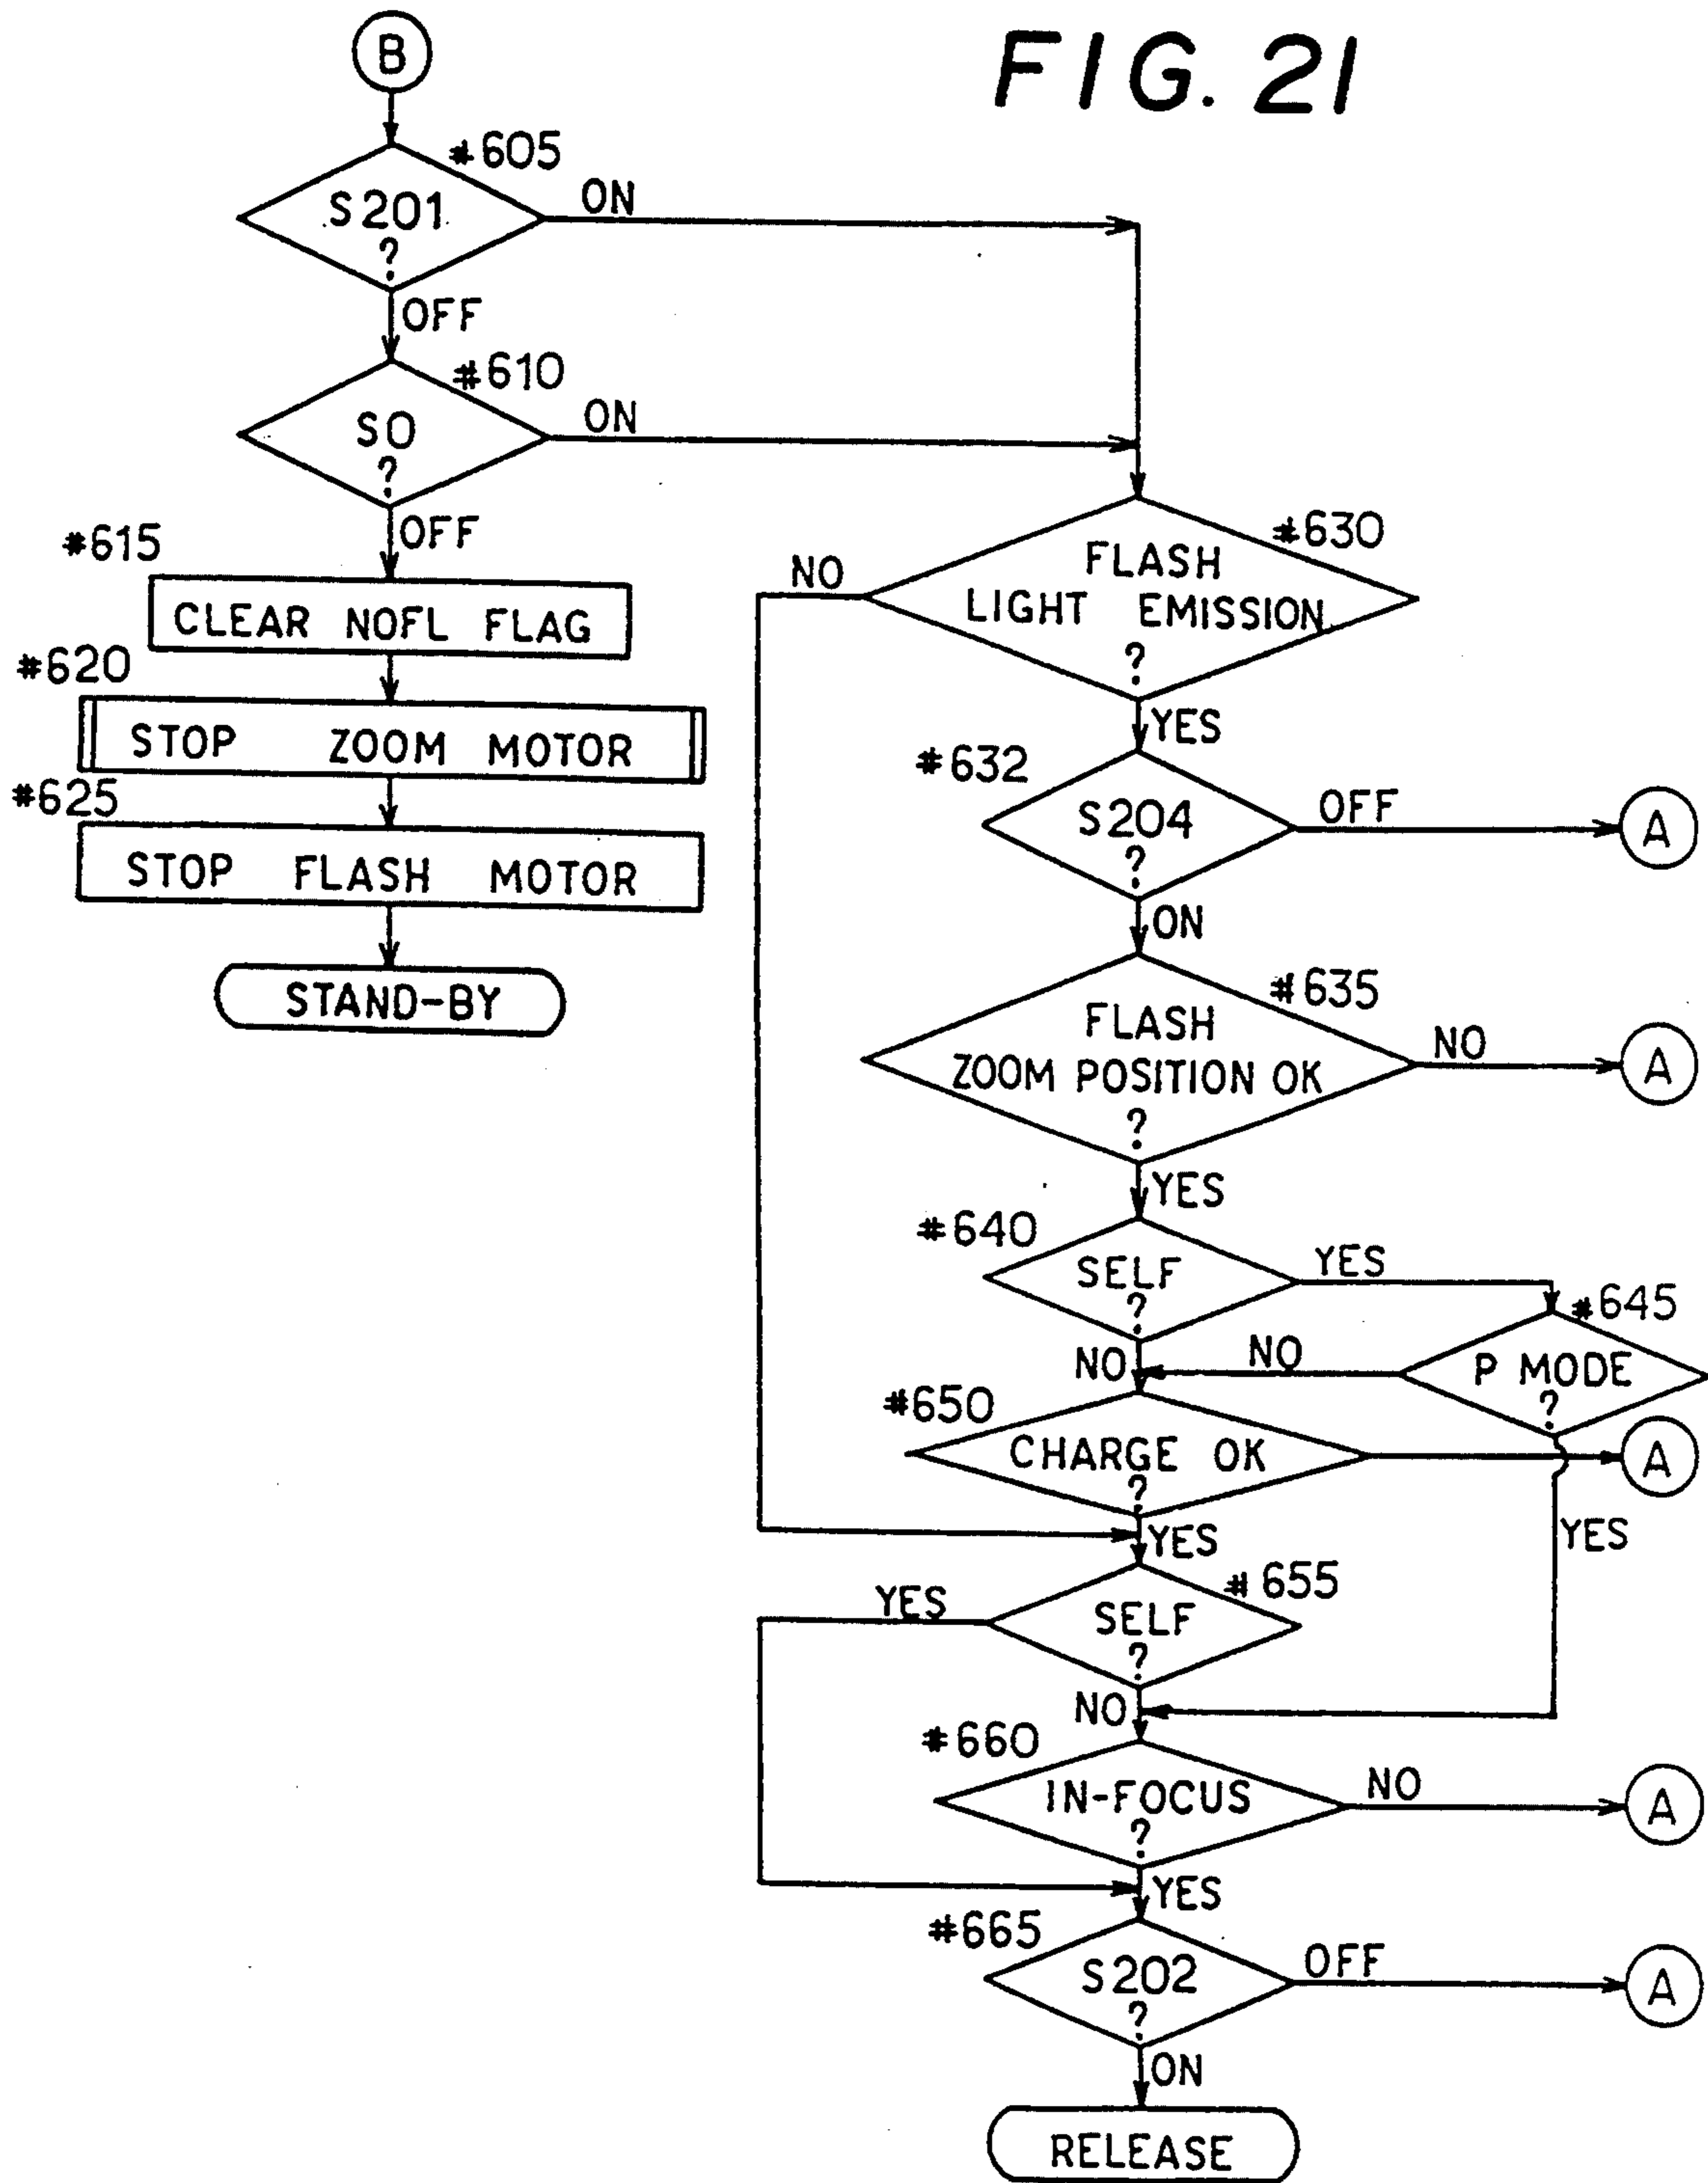 FIG. 21
B
#605
S201
?
ON
OFF
#610
S0
?
ON
OFF
#615
CLEAR NOFL FLAG
#620
STOP ZOOM MOTOR
#625
STOP FLASH MOTOR
STAND-BY
#630
FLASH
LIGHT EMISSION
?
NO
YES
#632
S204
?
OFF
A
ON
#635
FLASH
ZOOM POSITION OK
?
NO
A
YES
#640
SELF
?
YES
NO
#645
P MODE
?
NO
YES
#650
CHARGE OK
?
A
YES
#655
SELF
?
YES
NO
#660
IN-FOCUS
?
NO
A
YES
#665
S202
?
OFF
A
ON
RELEASE